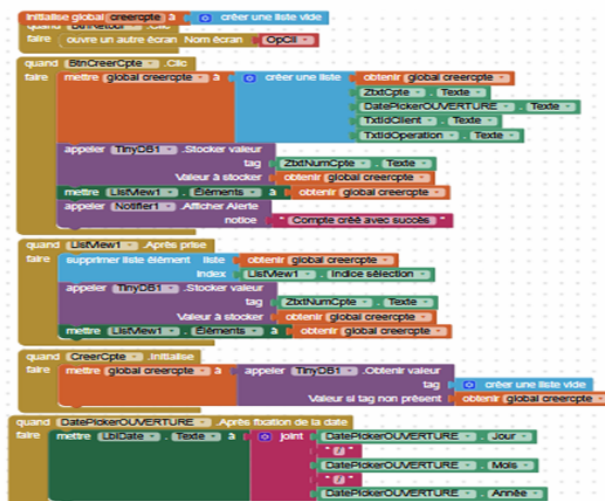 initialise global creercpte à créer une liste vide
quand BtnRetour .Clic
faire ouvre un autre écran Nom écran OpCli
quand BtnCreerCpte .Clic
faire mettre global creercpte à créer une liste obtenir global creercpte
ZtxtCpte . Texte
DatePickerOUVERTURE . Texte
TxtIdClient . Texte
TxtIdOperation . Texte
appeler TinyDB1 .Stocker valeur
tag ZtxtNumCpte . Texte
Valeur à stocker obtenir global creercpte
mettre ListView1 . Éléments à obtenir global creercpte
appeler Notifier1 .Afficher Alerte
notice " Compte créé avec succès "
quand ListView1 .Après prise
faire supprimer liste élément liste obtenir global creercpte
index ListView1 . Indice sélection
appeler TinyDB1 .Stocker valeur
tag ZtxtNumCpte . Texte
Valeur à stocker obtenir global creercpte
mettre ListView1 . Éléments à obtenir global creercpte
quand CreerCpte .Initialise
faire mettre global creercpte à appeler TinyDB1 .Obtenir valeur
tag créer une liste vide
Valeur si tag non présent obtenir global creercpte
quand DatePickerOUVERTURE .Après fixation de la date
faire mettre LblDate . Texte à joint DatePickerOUVERTURE . Jour
" / "
DatePickerOUVERTURE . Mois
" / "
DatePickerOUVERTURE . Année